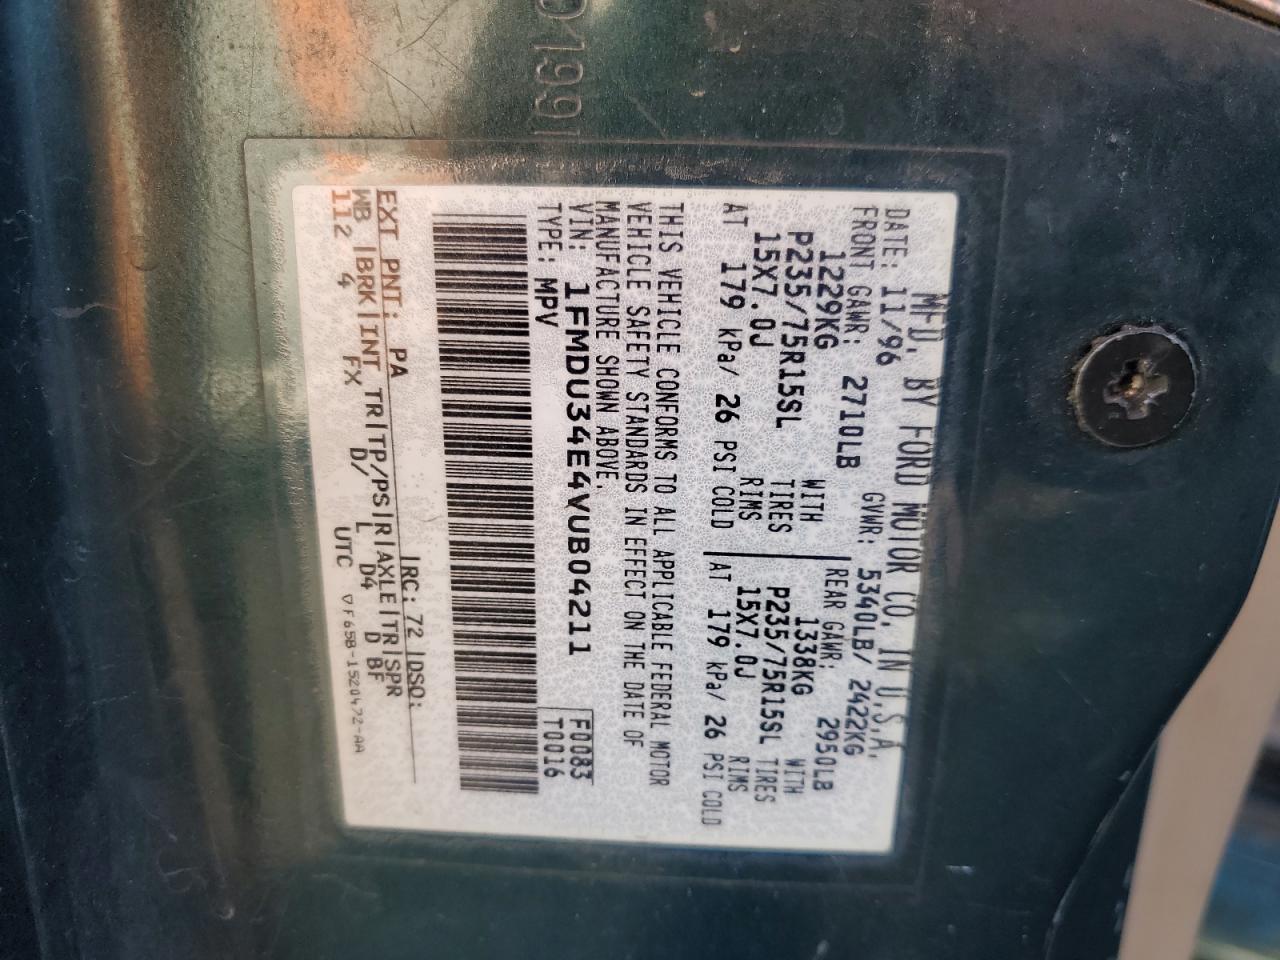 MFD. BY FORD MOTOR CO. IN U.S.A.
DATE: 11/96 GVWR: 5340LB/ 2422KG
FRONT GAWR: 2710LB REAR GAWR: 2950LB
1229KG WITH 1338KG WITH
P235/75R15SL TIRES P235/75R15SL TIRES
15X7.0J RIMS 15X7.0J RIMS
AT 179 kPa/ 26 PSI COLD AT 179 kPa/ 26 PSI COLD
THIS VEHICLE CONFORMS TO ALL APPLICABLE FEDERAL MOTOR
VEHICLE SAFETY STANDARDS IN EFFECT ON THE DATE OF
MANUFACTURE SHOWN ABOVE.
VIN: 1FMDU34E4VUB04211 F0083
TYPE: MPV T0016
EXT PNT: PA RC: 72 DSO:
WB BRK INT TR TP/PS R AXLE TR SPR
112 4 FX D/ L D4 D BF
UTC ▽F65B-1520472-AA